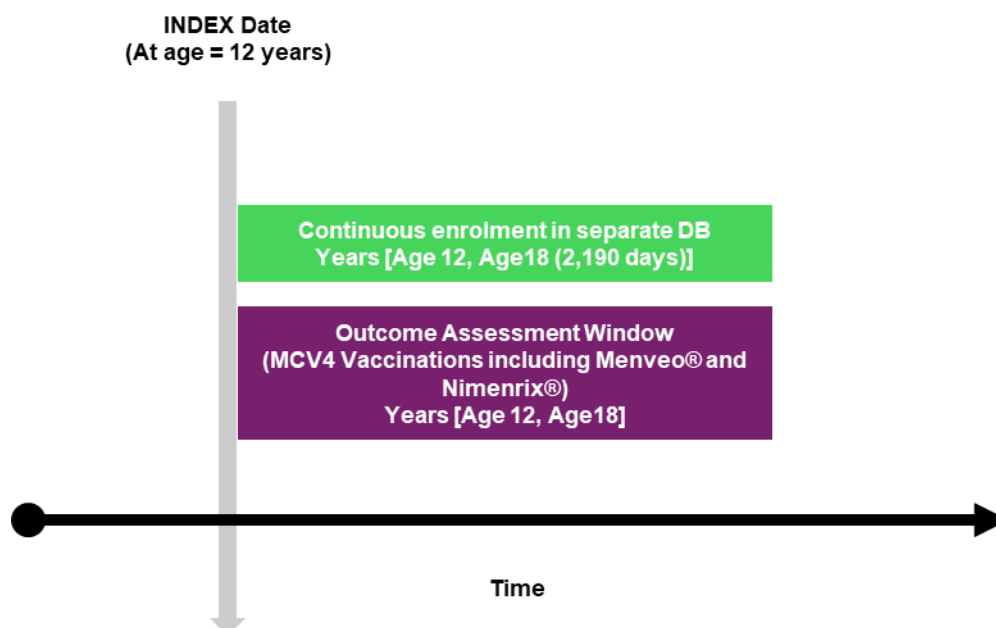 INDEX Date
(At age = 12 years)
Continuous enrolment in separate DB
Years [Age 12, Age18 (2,190 days)]
Outcome Assessment Window
(MCV4 Vaccinations including Menveo® and
Nimenrix®)
Years [Age 12, Age18]
Time